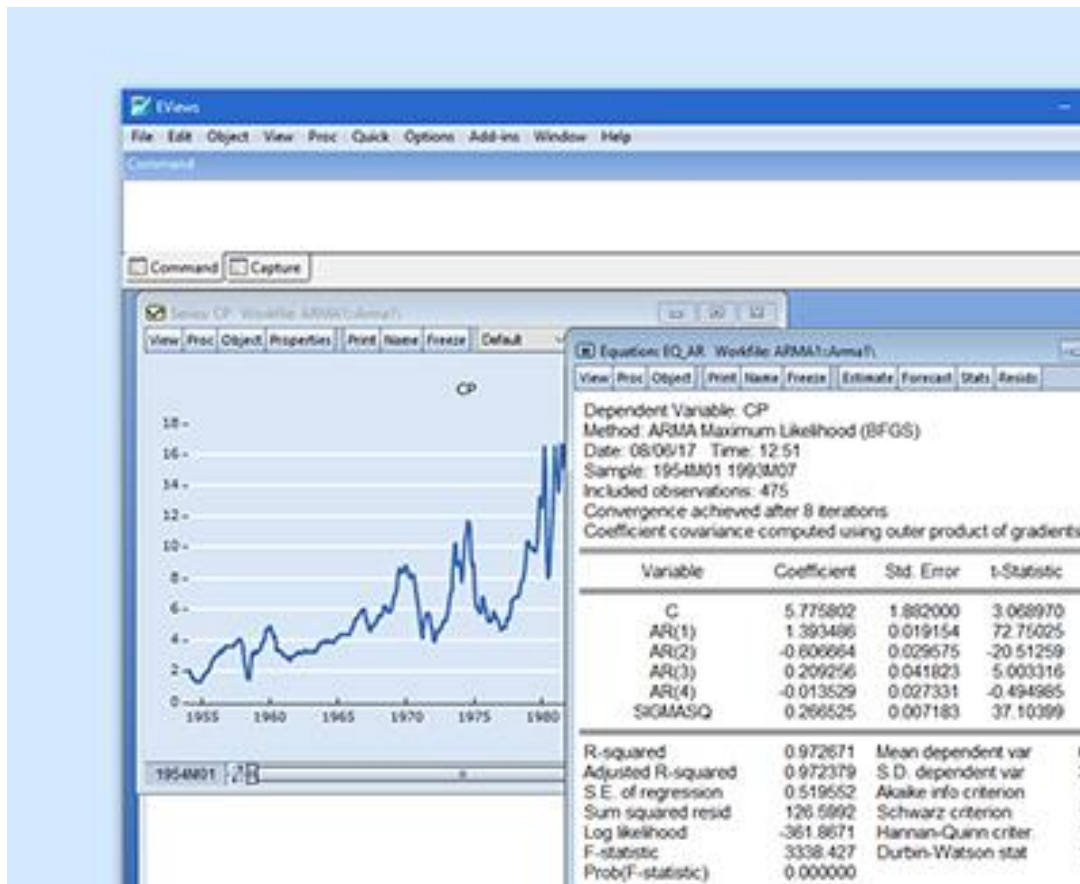 EViews
File Edit Object View Proc Quick Options Add-ins Window Help
Command
Command Capture
Series: CP Workfile: ARMA1::Arma1\
View Proc Object Properties Print Name Freeze Default
CP
18
16
14
12
10
8
6
4
2
0
1955 1960 1965 1970 1975 1980
1954M01
Equation: EQ_AR Workfile: ARMA1::Arma1\
View Proc Object Print Name Freeze Estimate Forecast Stats Resids
Dependent Variable: CP
Method: ARMA Maximum Likelihood (BFGS)
Date: 08/06/17 Time: 12:51
Sample: 1954M01 1993M07
Included observations: 475
Convergence achieved after 8 iterations
Coefficient covariance computed using outer product of gradients
Variable Coefficient Std. Error t-Statistic
C 5.775802 1.882000 3.068970
AR(1) 1.393486 0.019154 72.75025
AR(2) -0.606664 0.029575 -20.51259
AR(3) 0.209256 0.041823 5.003316
AR(4) -0.013529 0.027331 -0.494985
SIGMASQ 0.266525 0.007183 37.10399
R-squared 0.972671 Mean dependent var
Adjusted R-squared 0.972379 S.D. dependent var
S.E. of regression 0.519552 Akaike info criterion
Sum squared resid 126.5992 Schwarz criterion
Log likelihood -361.8671 Hannan-Quinn criter.
F-statistic 3338.427 Durbin-Watson stat
Prob(F-statistic) 0.000000